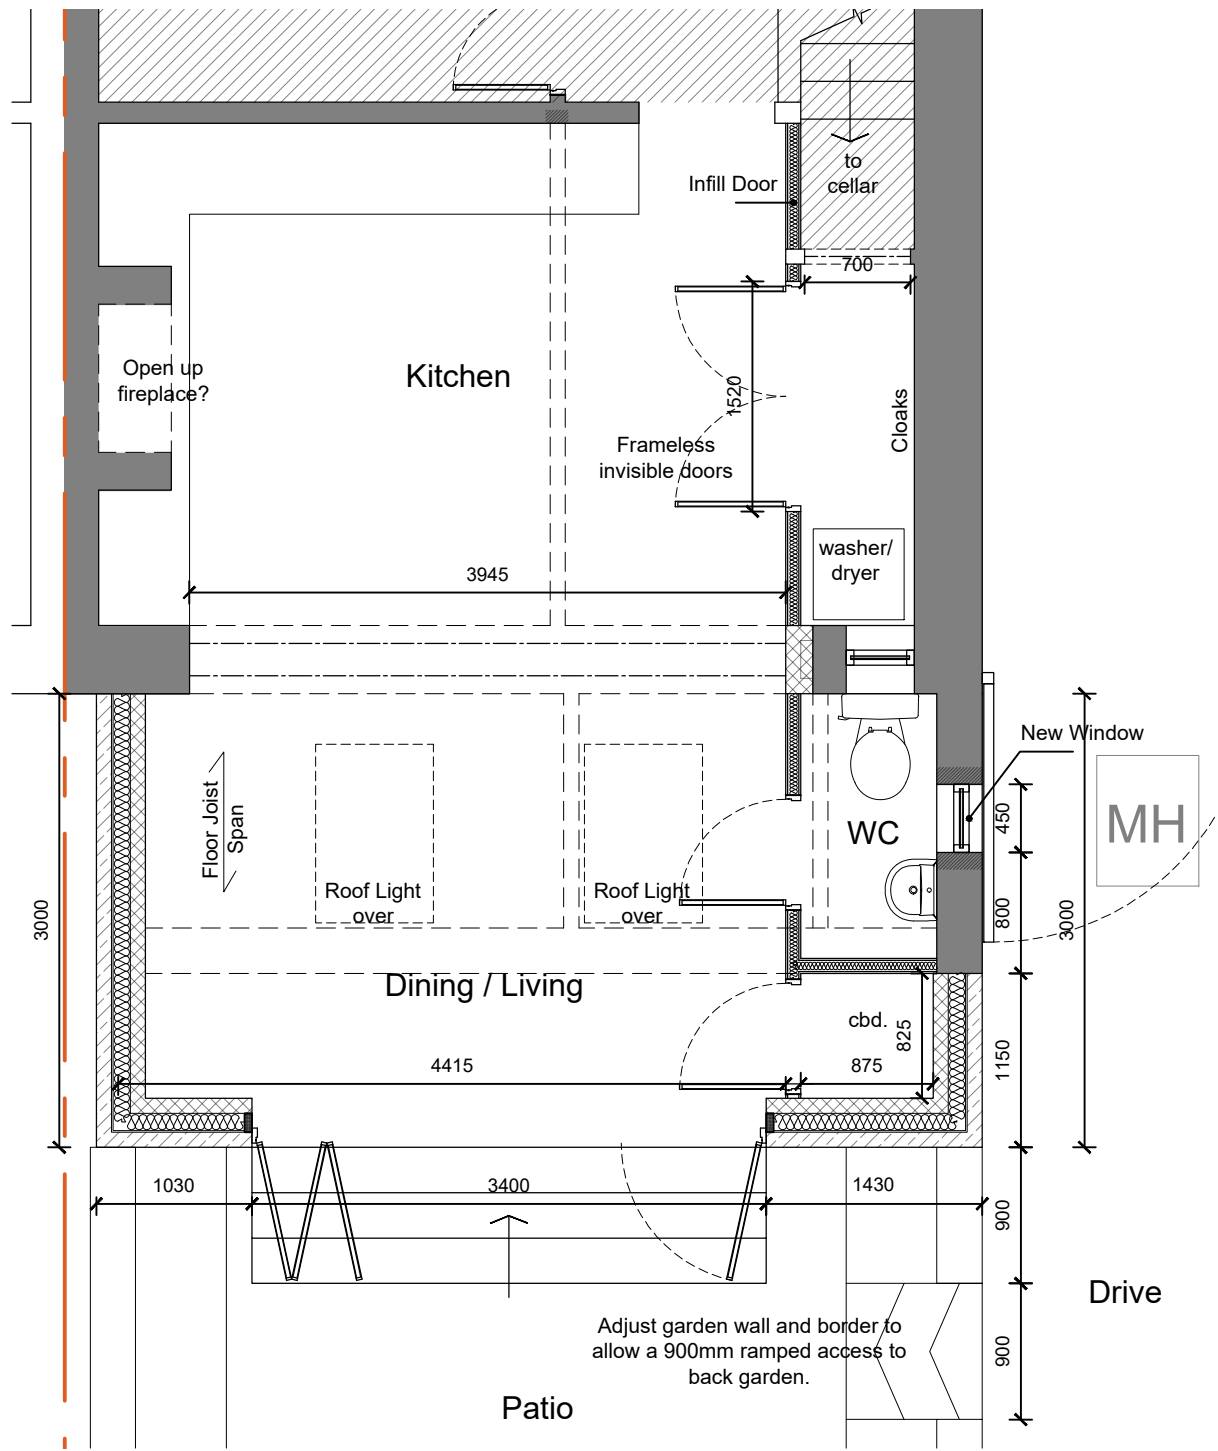 to
cellar
Infill Door
700
Open up
fireplace?
Kitchen
1520
Cloaks
Frameless
invisible doors
washer/
dryer
3945
New Window
Floor Joist
Span
Roof Light
over
Roof Light
over
WC
450
MH
800
3000
3000
Dining / Living
cbd.
825
4415
875
1150
1030
3400
1430
900
Drive
Adjust garden wall and border to
allow a 900mm ramped access to
back garden.
900
Patio